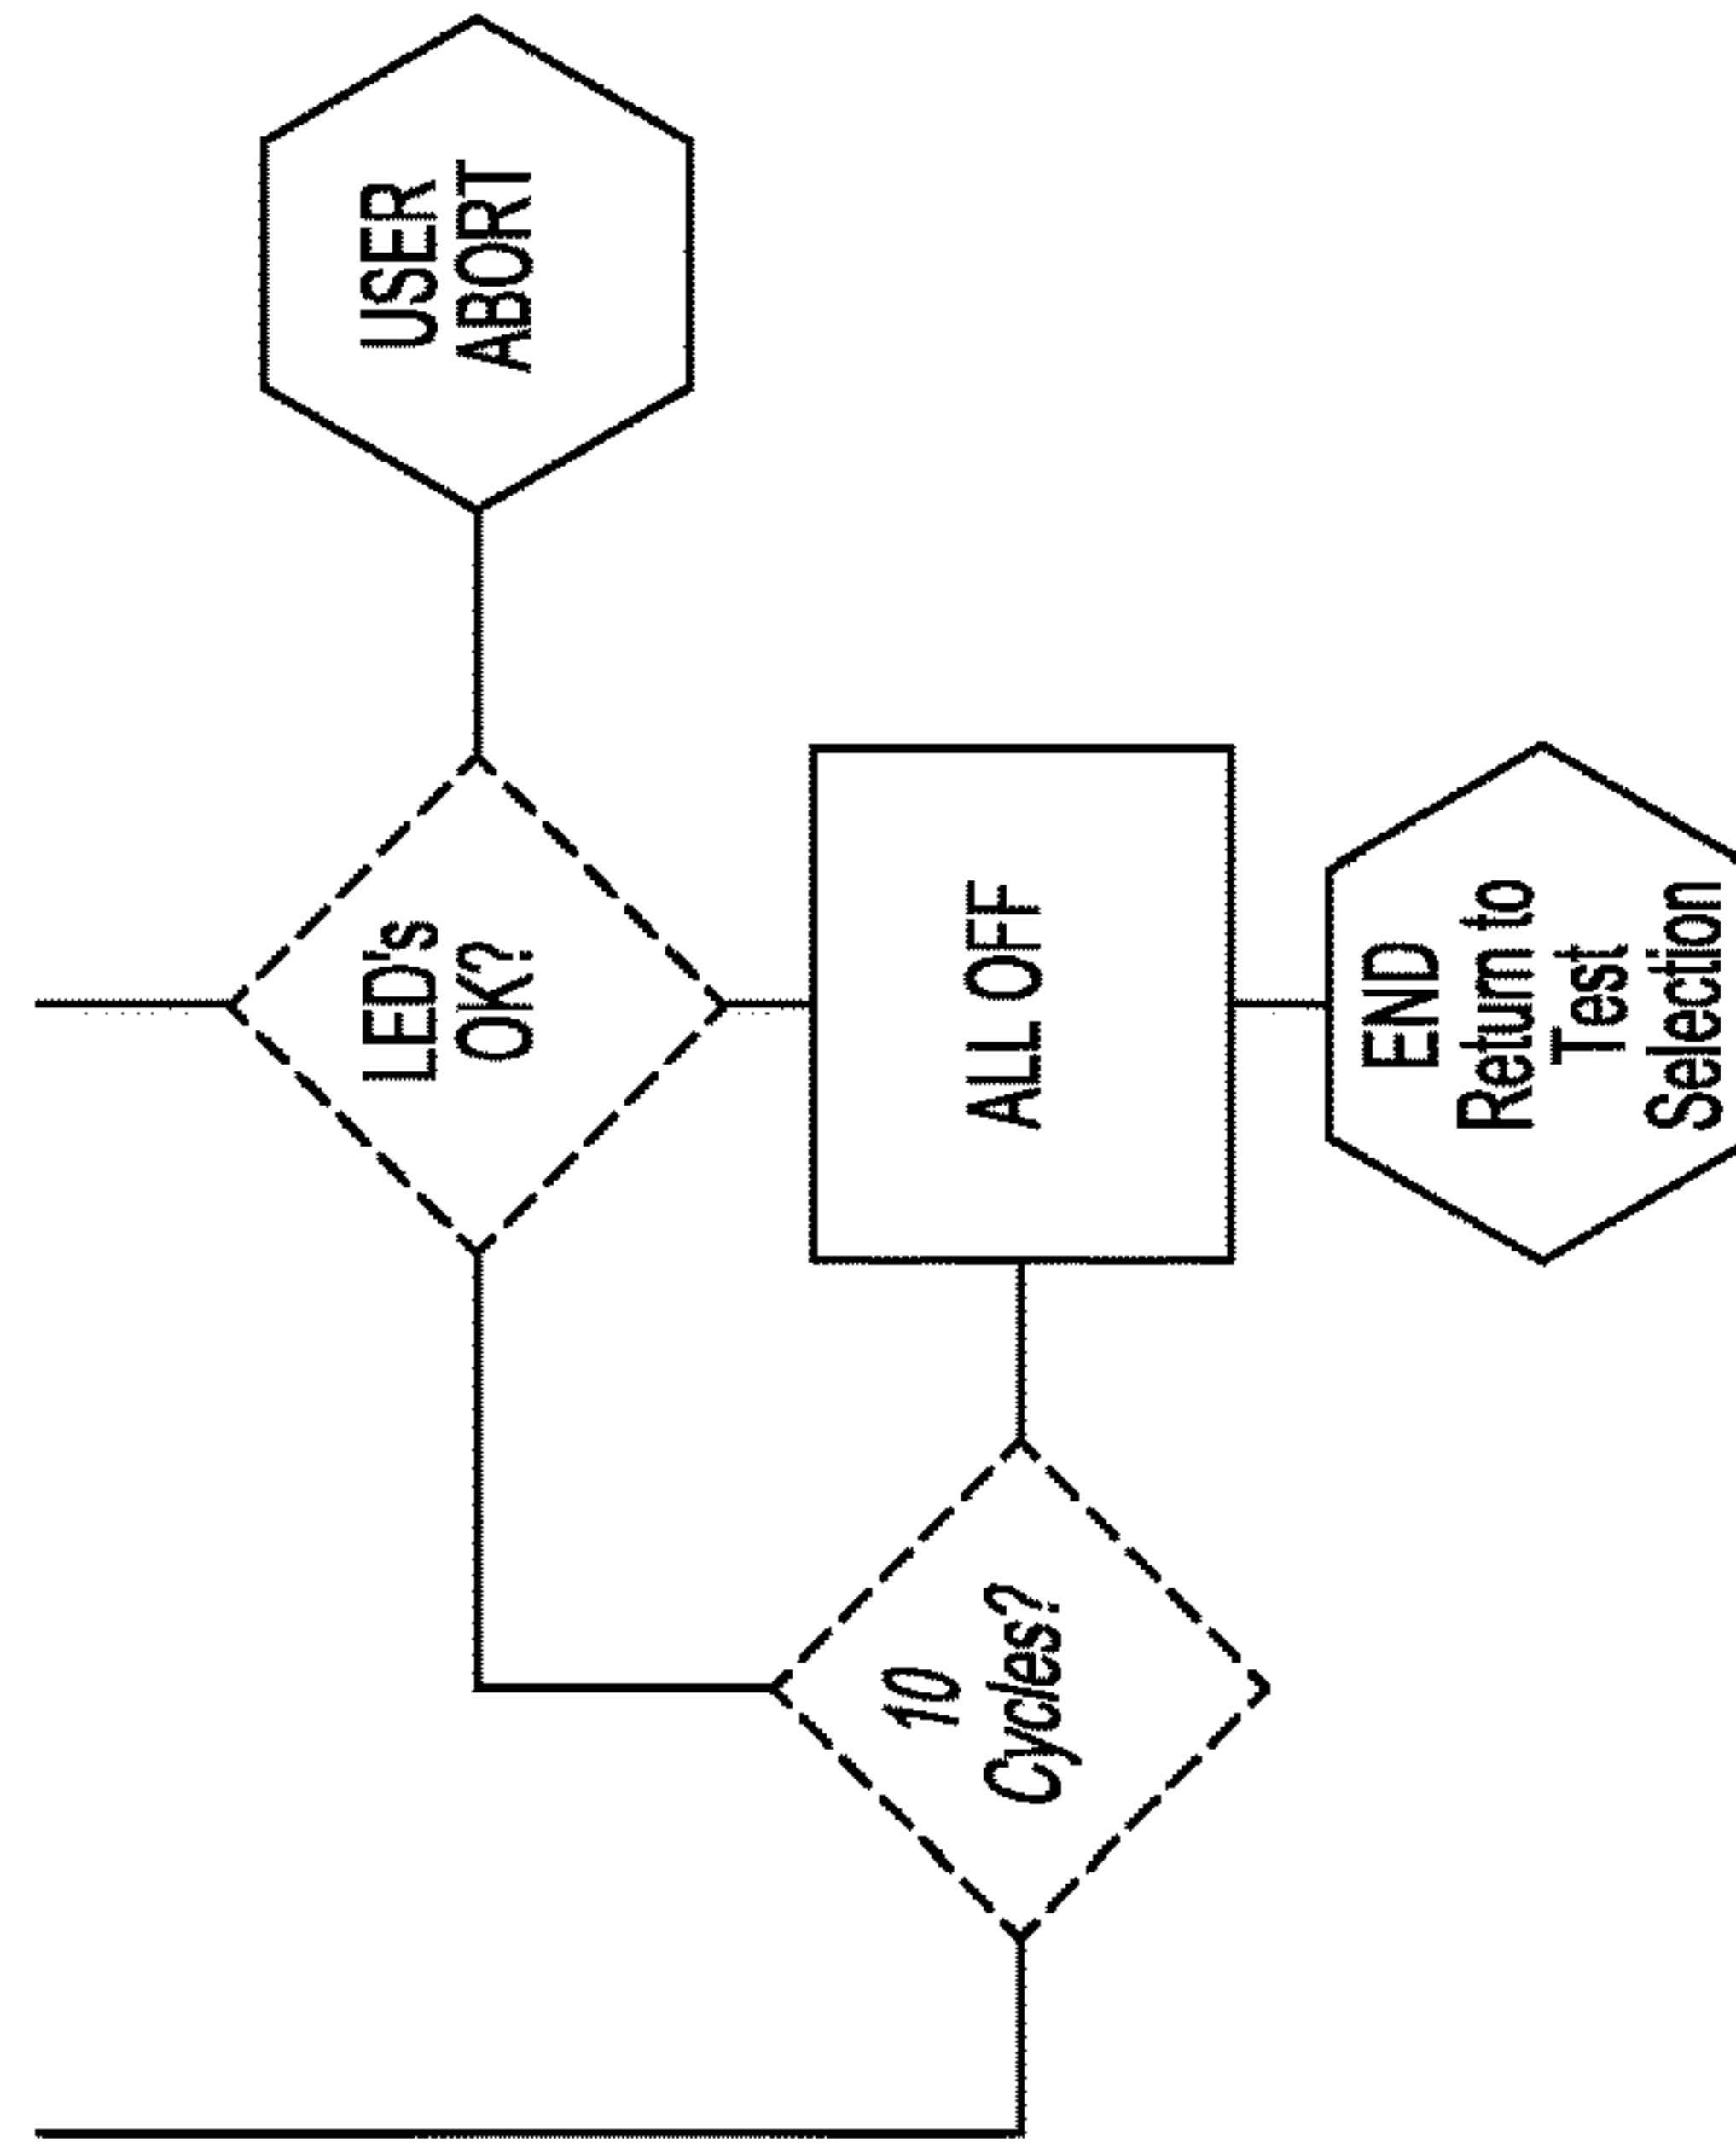 USER
ABORT
LED's
OK?
ALL OFF
END
Return to
Test
Selection
10
Cycles?